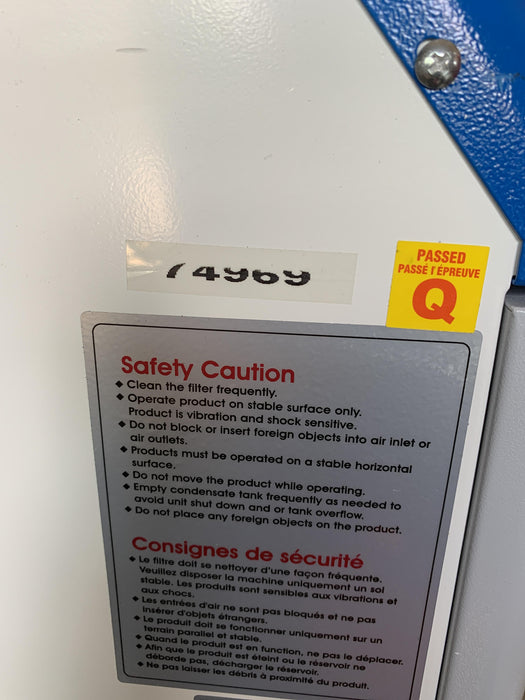 74969
PASSED
PASSÉ l'ÉPREUVE
Q
Safety Caution
◆ Clean the filter frequently.
◆ Operate product on stable surface only.
Product is vibration and shock sensitive.
◆ Do not block or insert foreign objects into air inlet or
air outlets.
◆ Products must be operated on a stable horizontal
surface.
◆ Do not move the product while operating.
◆ Empty condensate tank frequently as needed to
avoid unit shut down and or tank overflow.
◆ Do not place any foreign objects on the product.
Consignes de sécurité
◆ Le filtre doit se nettoyer d'une façon fréquente.
Veuillez disposer la machine uniquement un sol
stable. Les produits sont sensibles aux vibrations et
aux chocs.
◆ Les entrées d'air ne sont pas bloqués et ne pas
insérer d'objets étrangers.
◆ Le produit doit se fonctionner uniquement sur un
terrain parallel et stable.
◆ Quand le produit est en function, ne pas le déplacer.
◆ Afin que le produit est éteint ou le réservoir ne
déborde pas, décharger le réservoir.
◆ Ne pas laisser les débris à proximité du produit.